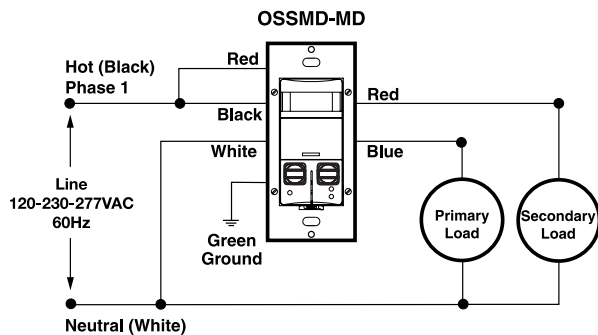 OSSMD-MD
Hot (Black)
Phase 1
Red
Black
White
Red
Blue
Line
120-230-277VAC
60Hz
Green
Ground
Primary
Load
Secondary
Load
Neutral (White)